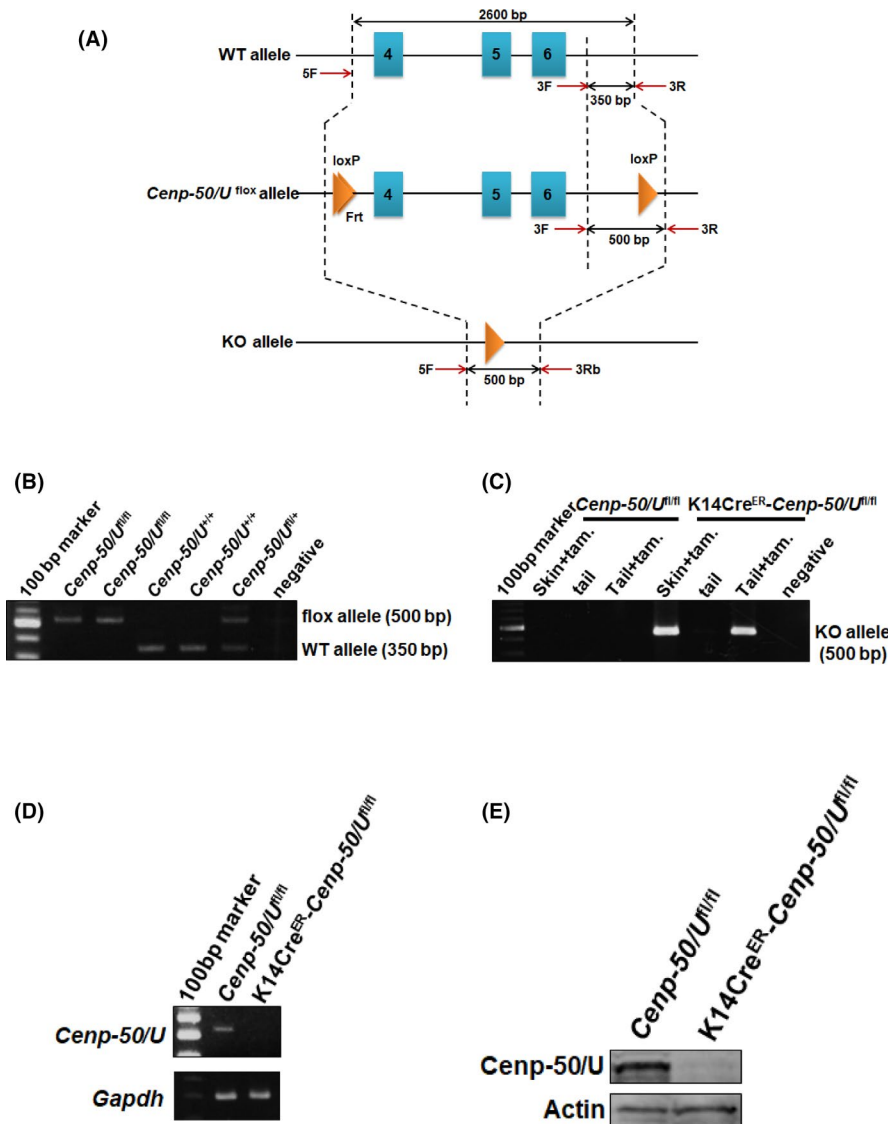 (A)
2600 bp
WT allele
4
5
6
5F
3F
350 bp
3R
loxP
loxP
Cenp-50/U flox allele
4
5
6
Frt
3F
500 bp
3R
KO allele
5F
500 bp
3Rb
(B)
100 bp marker
Cenp-50/Ufl/fl
Cenp-50/Ufl/fl
Cenp-50/U+/+
Cenp-50/U+/+
Cenp-50/Ufl/+
negative
flox allele (500 bp)
WT allele (350 bp)
(C)
Cenp-50/Ufl/fl
K14CreER-Cenp-50/Ufl/fl
100bp marker
Skin+tam.
tail
Tail+tam.
Skin+tam.
tail
Tail+tam.
negative
KO allele
(500 bp)
(D)
100bp marker
Cenp-50/Ufl/fl
K14CreER-Cenp-50/Ufl/fl
Cenp-50/U
Gapdh
(E)
Cenp-50/Ufl/fl
K14CreER-Cenp-50/Ufl/fl
Cenp-50/U
Actin